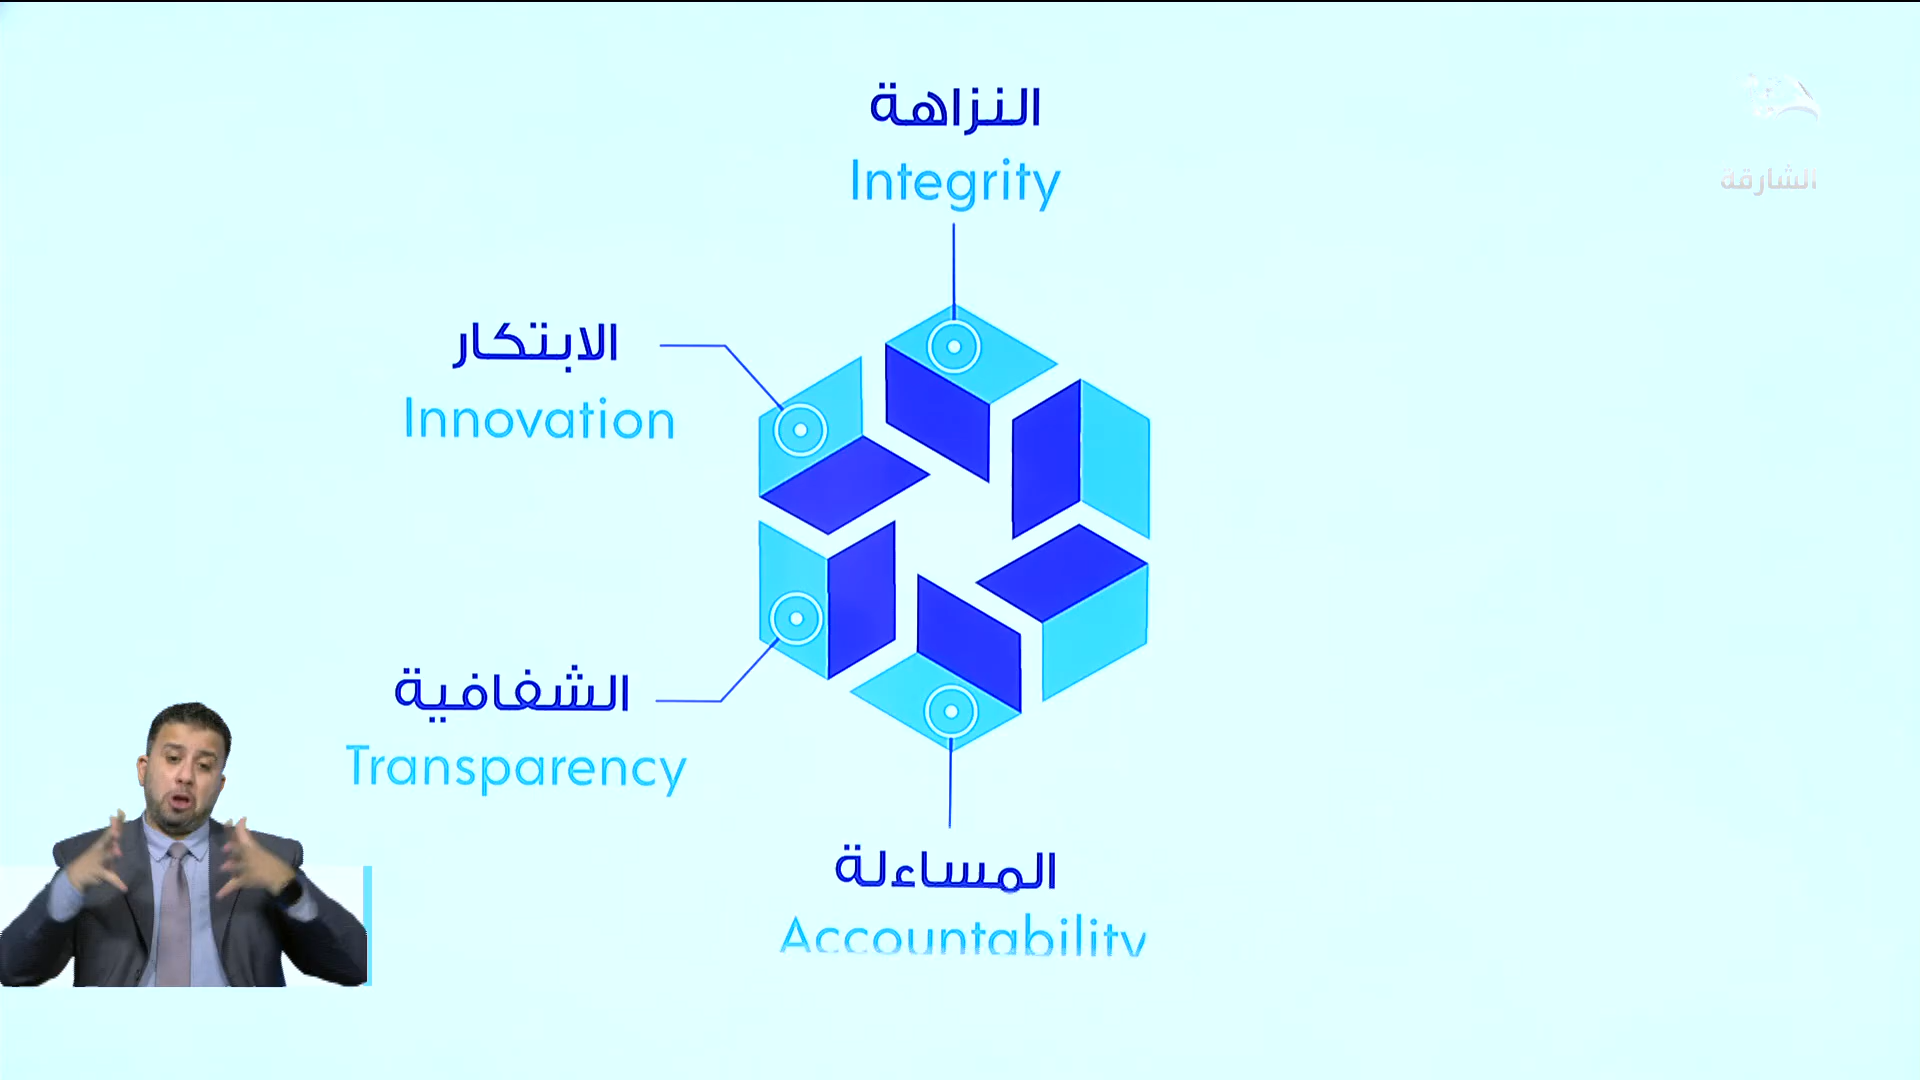 النزاهة
Integrity
الشارقة
الابتكار
Innovation
الشفافية
Transparency
المساءلة
Accountability